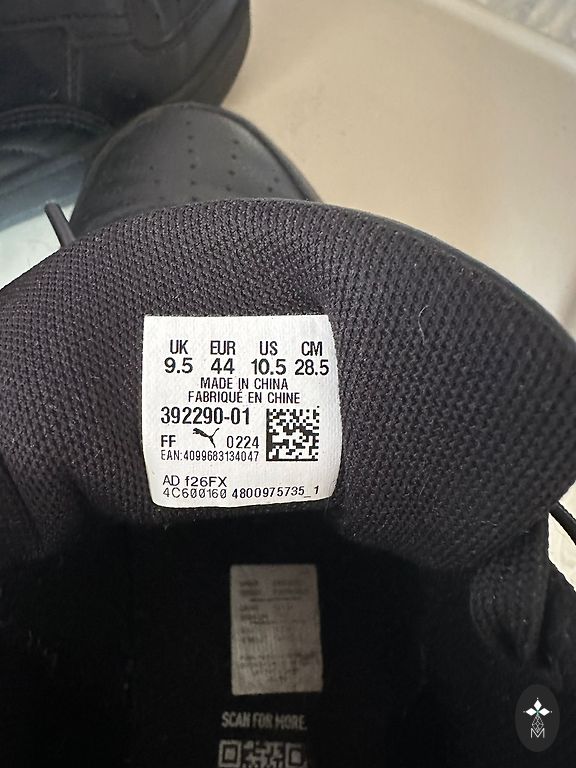 UK EUR US CM
9.5 44 10.5 28.5
MADE IN CHINA
FABRIQUÉ EN CHINE
392290-01
FF 0224
EAN:4099683134047
AD f26FX
4C600160 4800975735_1
SCAN FOR MORE.
M